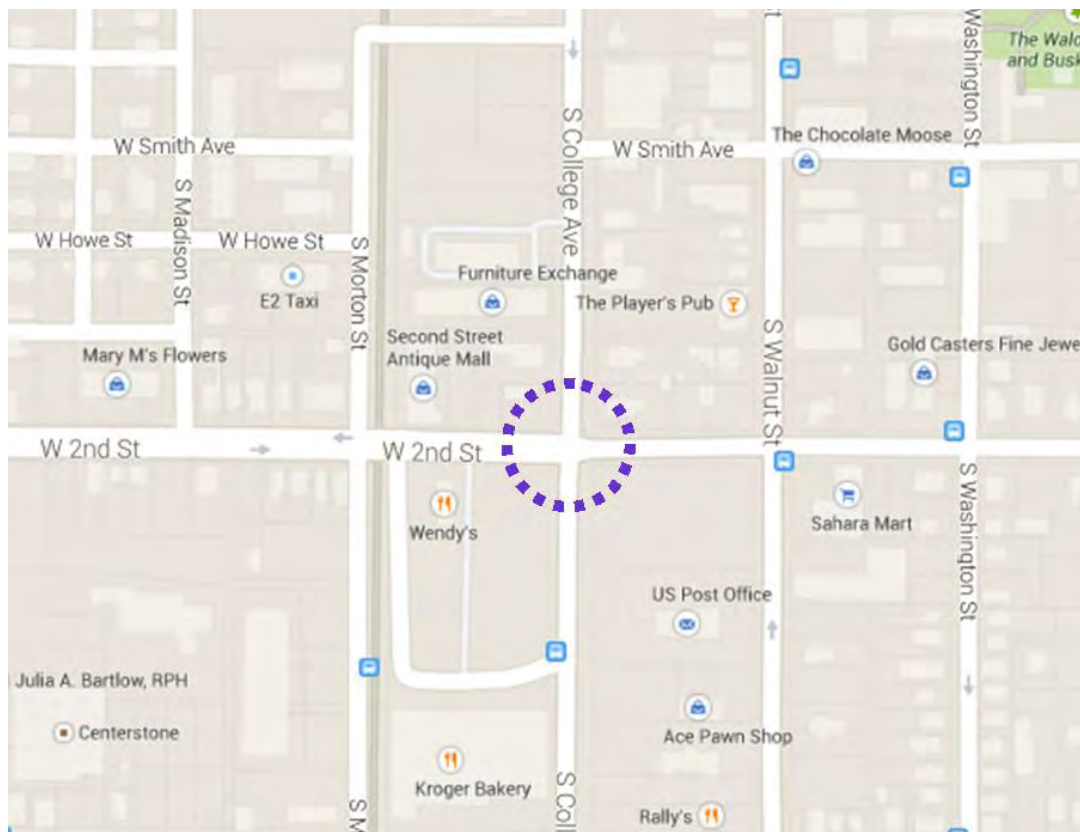 The Walc
and Busk
Washington St
The Chocolate Moose
S College Ave
W Smith Ave
W Smith Ave
S Madison St
W Howe St
W Howe St
S Morton St
E2 Taxi
Furniture Exchange
The Player's Pub
Second Street
Antique Mall
S Walnut St
Gold Casters Fine Jewe
Mary M's Flowers
W 2nd St
W 2nd St
Wendy's
Sahara Mart
S Washington St
US Post Office
Julia A. Bartlow, RPH
Centerstone
Ace Pawn Shop
Kroger Bakery
S Coll
S M
Rally's